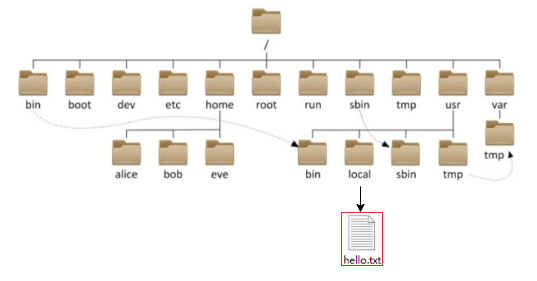 /
bin boot dev etc home root run sbin tmp usr var
tmp
alice bob eve bin local sbin tmp
hello.txt